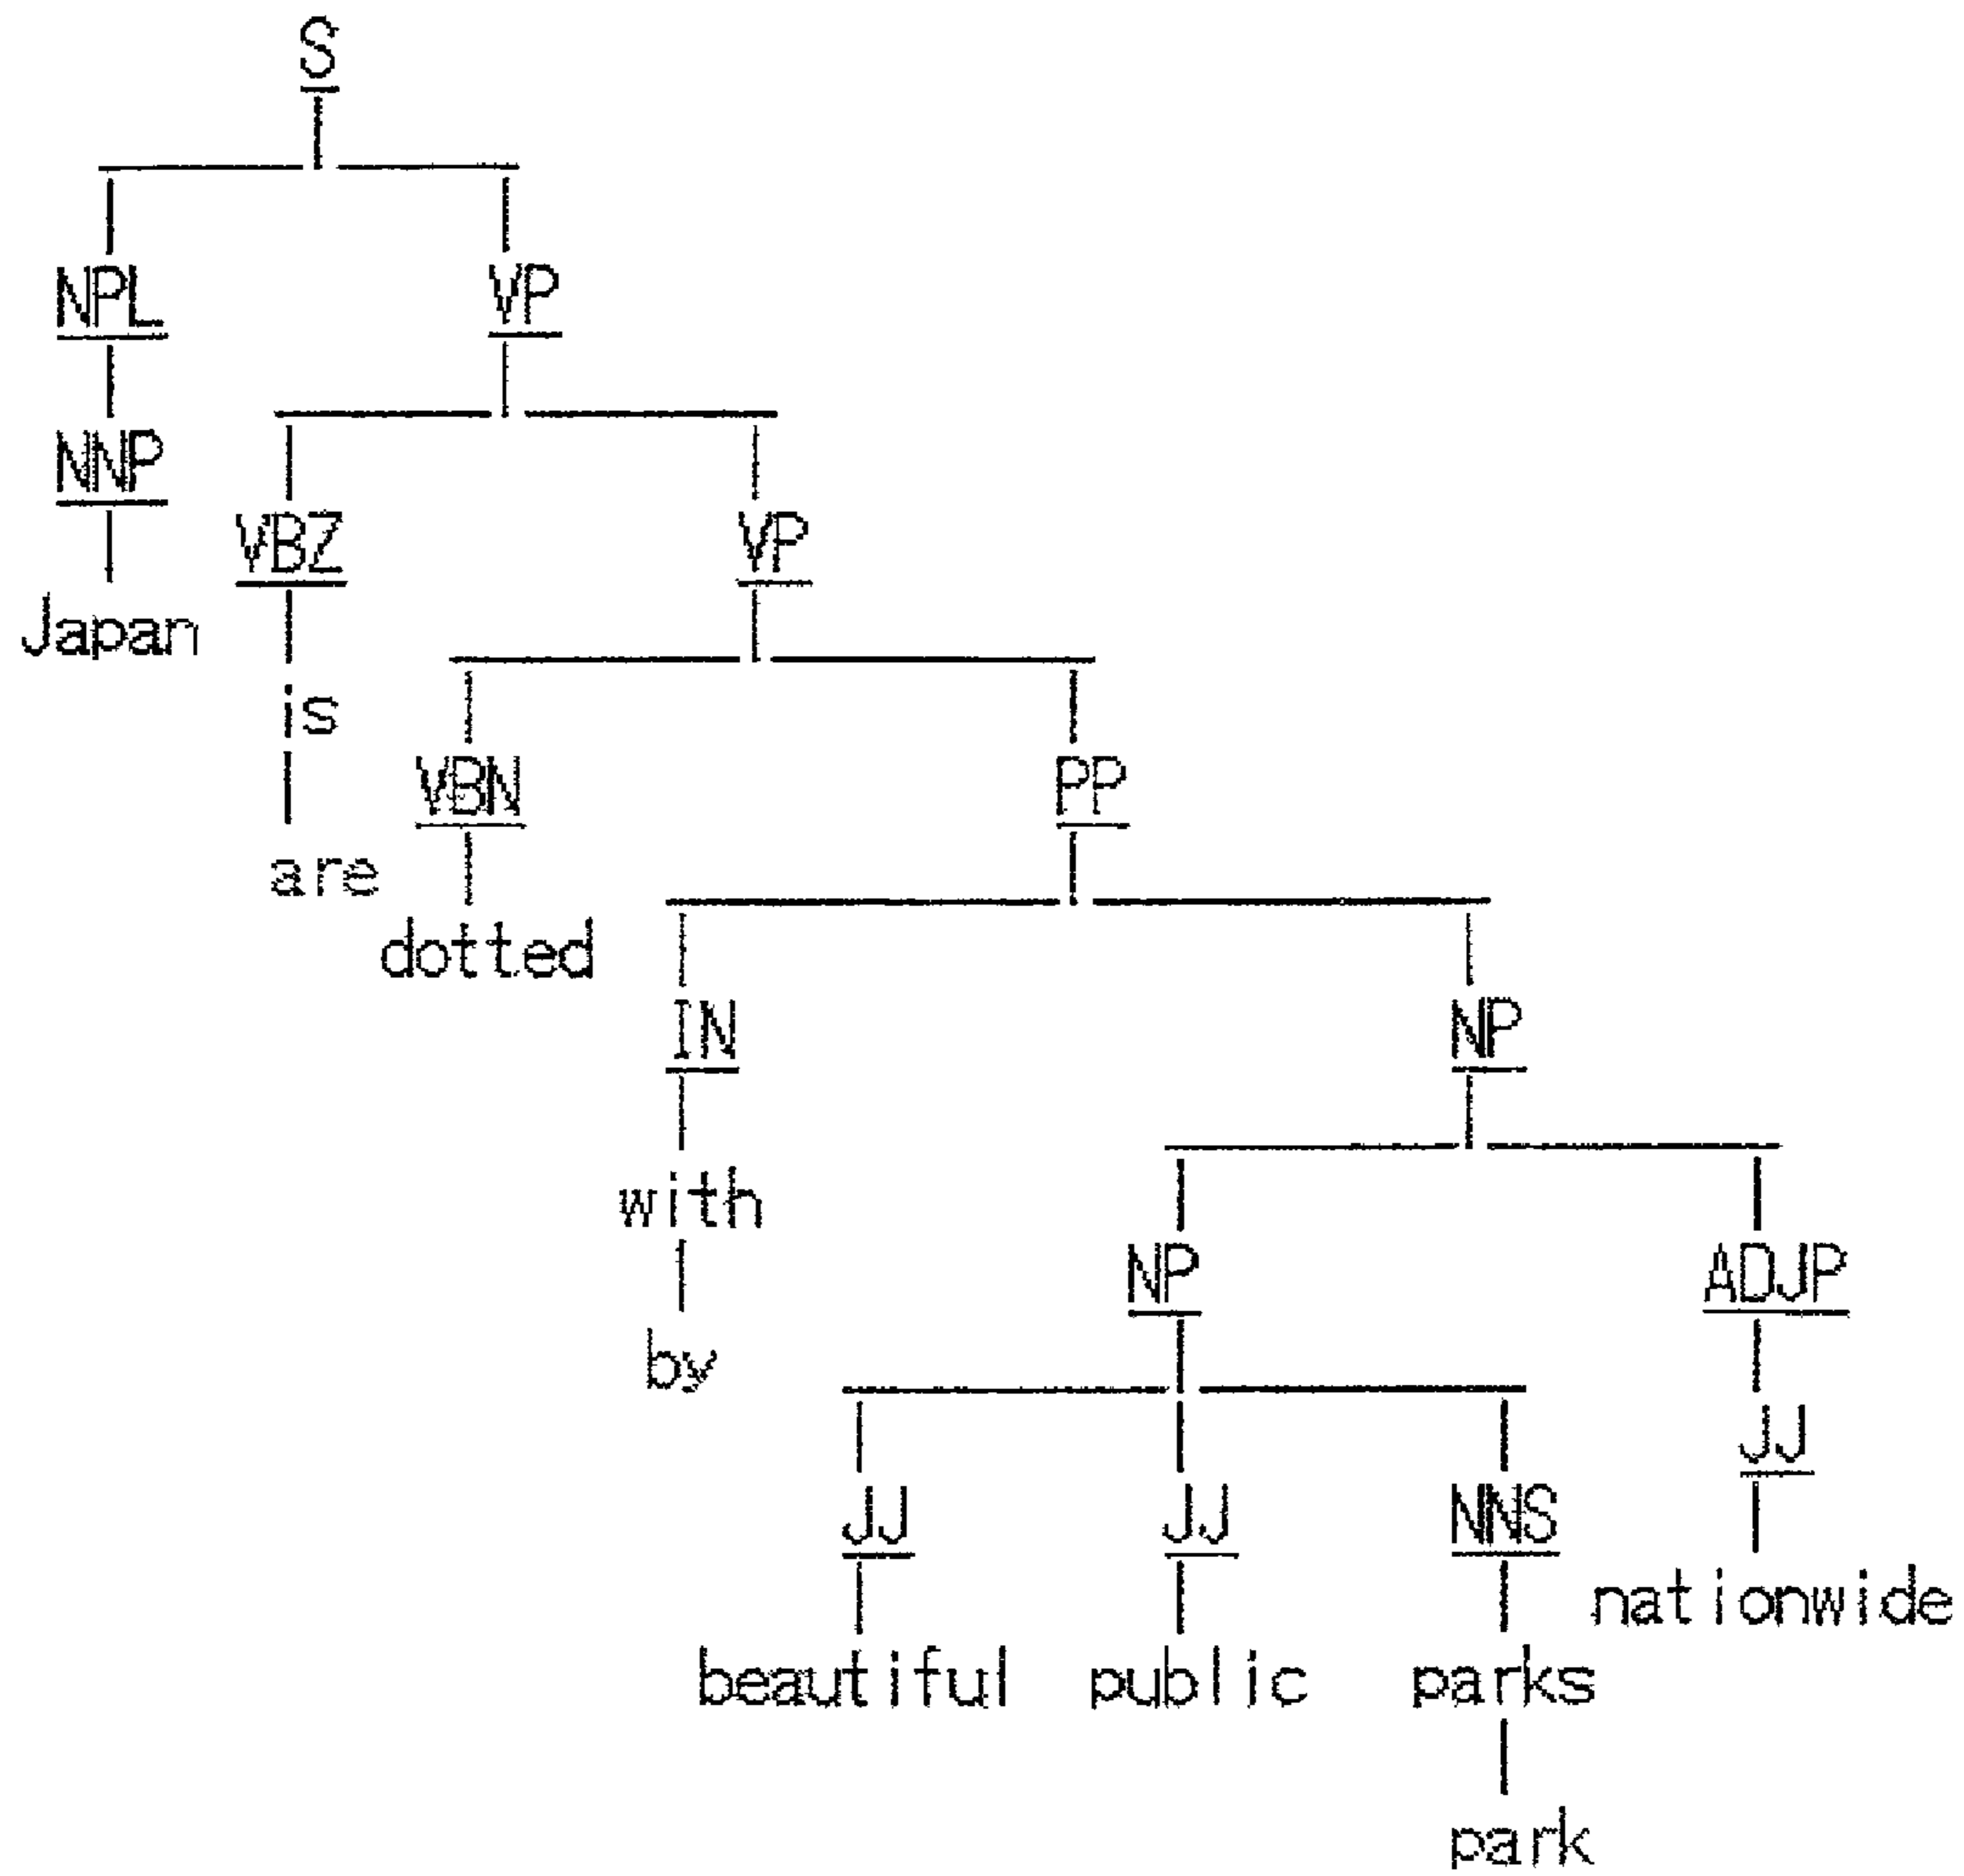 S
NPL VP
NNP
VBZ VP
Japan
is
VBN PP
are
dotted
IN NP
with
NP ADJP
by
JJ
JJ JJ NNS
nationwide
beautiful public parks
park